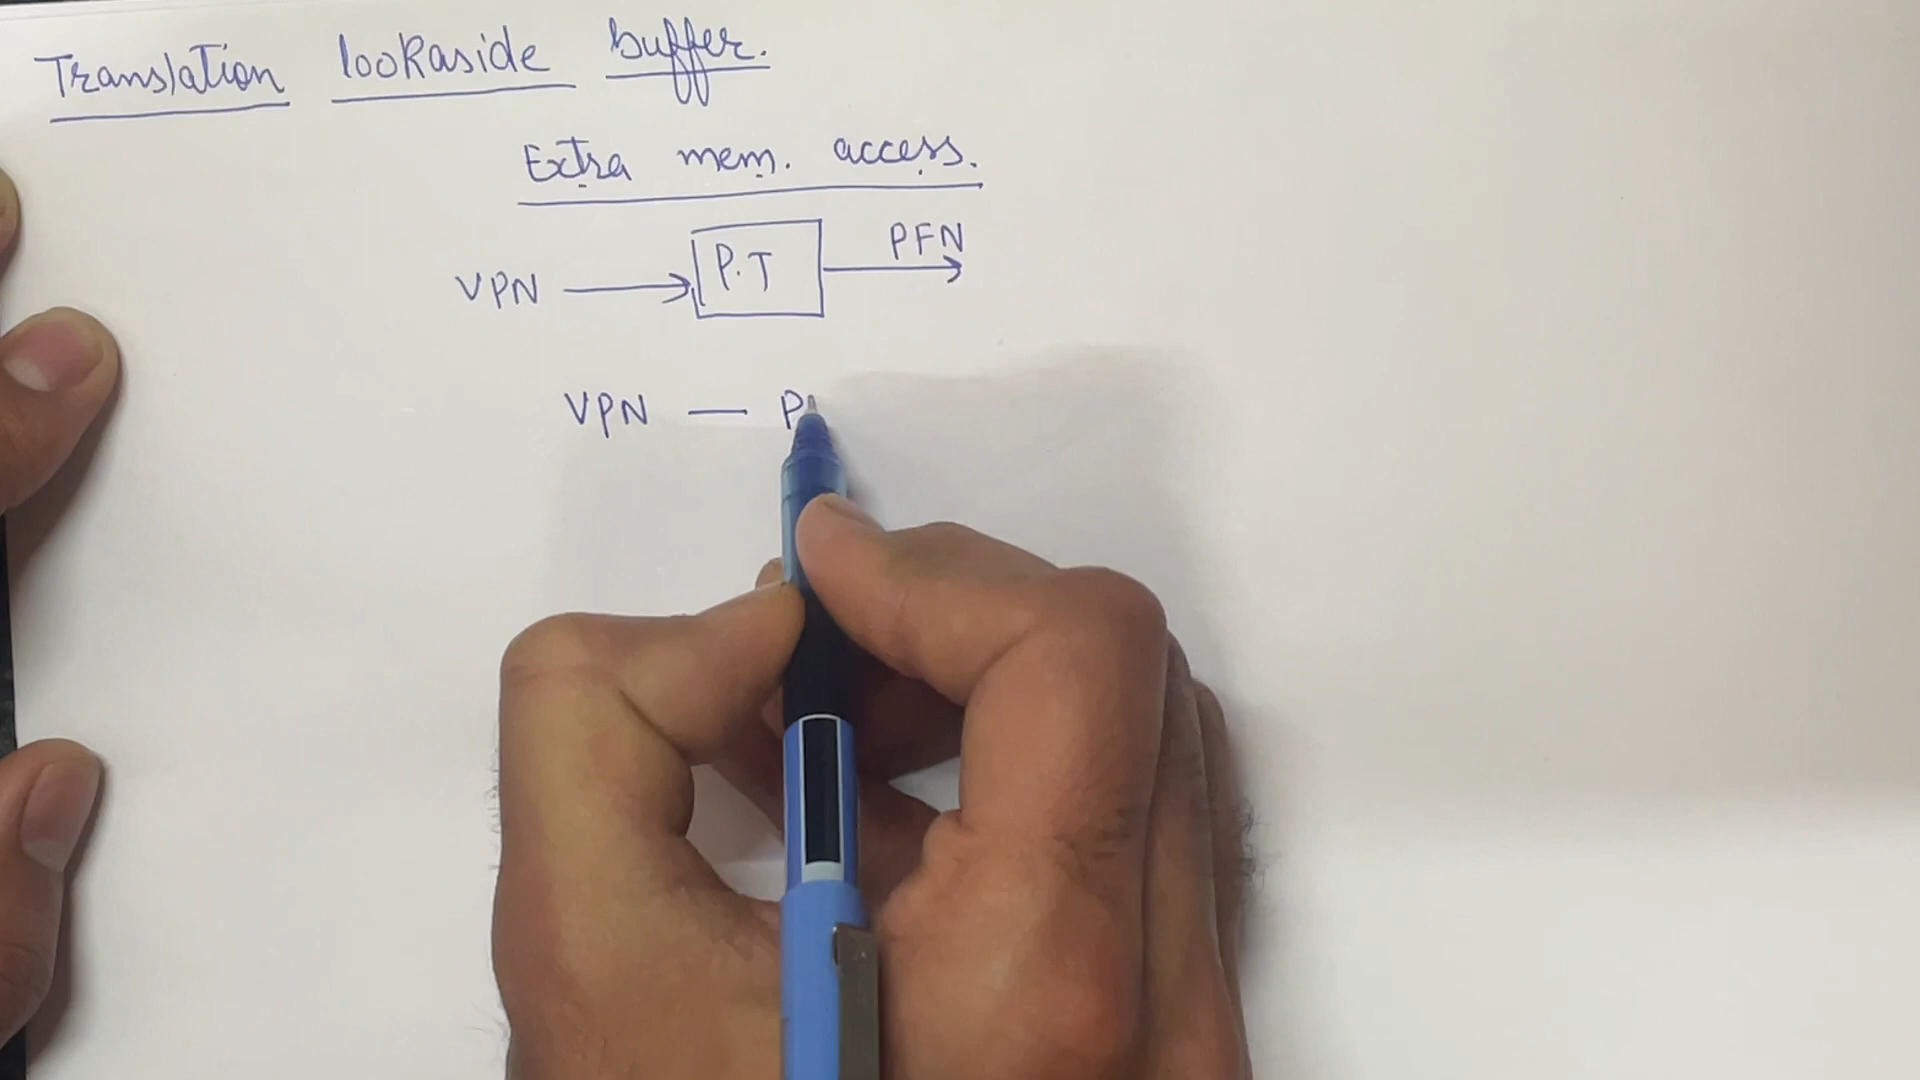 Translation lookaside buffer.
Extra mem. access.
VPN → P.T → PFN
VPN — P